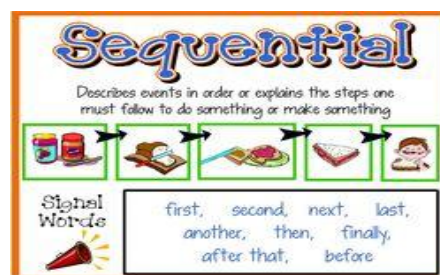 Sequential
Describes events in order or explains the steps one
must follow to do something or make something
Signal
Words
first, second, next, last,
another, then, finally,
after that, before